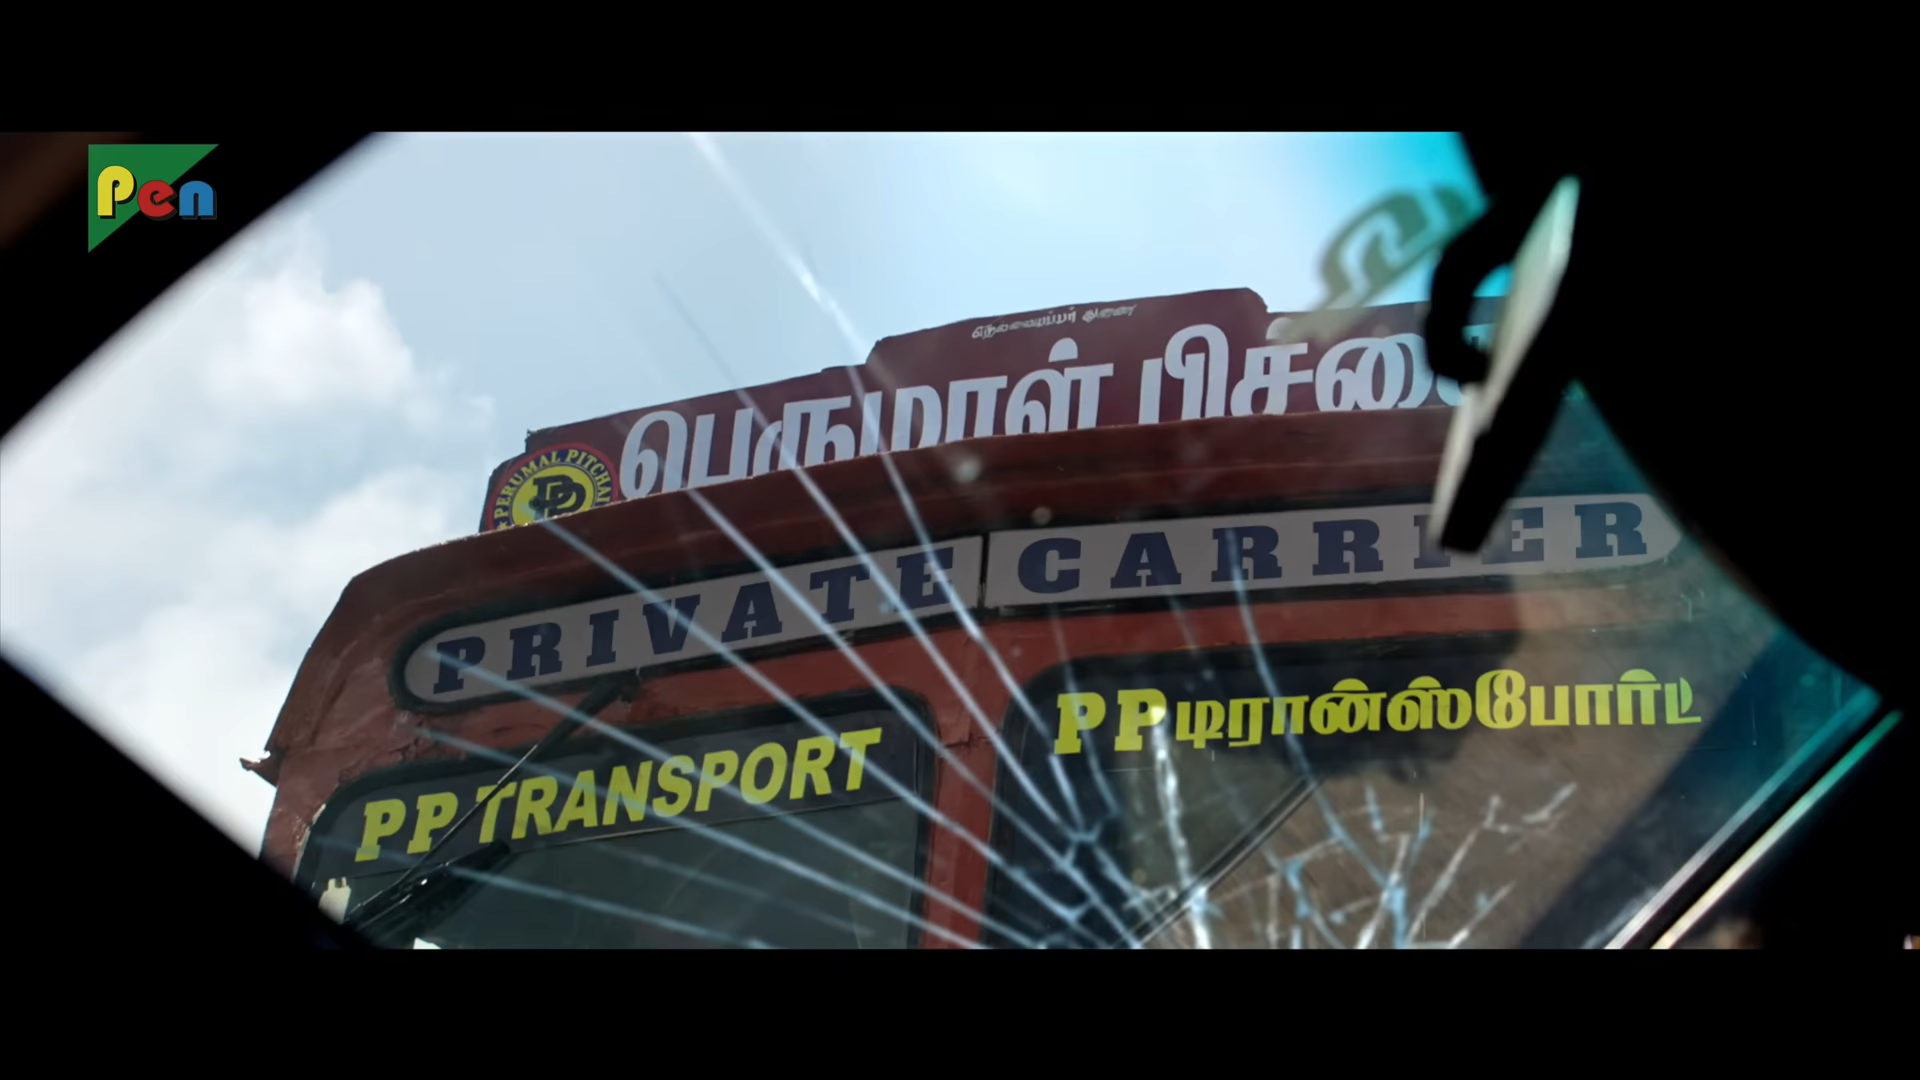 Pen
பெருமாள் பிச்சை
PERUMAL PITCHAI
PP
PRIVATE CARRIER
PP TRANSPORT
PP டிரான்ஸ்போர்ட்